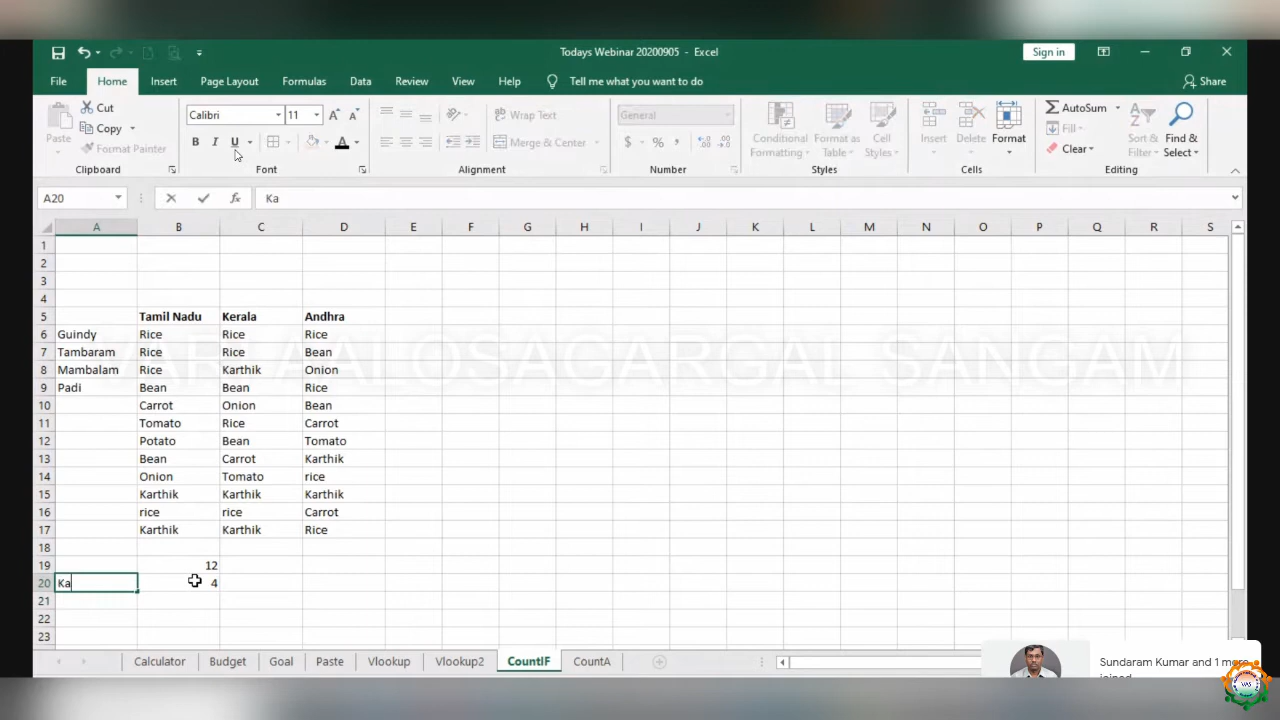 Todays Webinar 20200905 - Excel
Sign in
File Home Insert Page Layout Formulas Data Review View Help Tell me what you want to do Share
Paste
Cut
Copy
Format Painter
Clipboard
Calibri 11
B I U A
Font
Wrap Text
Merge & Center
Alignment
General
$ % ,
Number
Conditional Formatting
Format as Table
Cell Styles
Styles
Insert Delete Format
Cells
AutoSum
Fill
Clear
Sort & Filter
Find & Select
Editing
A20 fx Ka
A B C D E F G H I J K L M N O P Q R S
1
2
3
4
5 Tamil Nadu Kerala Andhra
6 Guindy Rice Rice Rice
7 Tambaram Rice Rice Bean
8 Mambalam Rice Karthik Onion
9 Padi Bean Bean Rice
10 Carrot Onion Bean
11 Tomato Rice Carrot
12 Potato Bean Tomato
13 Bean Carrot Karthik
14 Onion Tomato rice
15 Karthik Karthik Karthik
16 rice rice Carrot
17 Karthik Karthik Rice
18
19 12
20 Ka 4
21
22
23
Calculator Budget Goal Paste Vlookup Vlookup2 CountIF CountA
Sundaram Kumar and 1 more
joined
SAGARGAL SANGAM
VAS